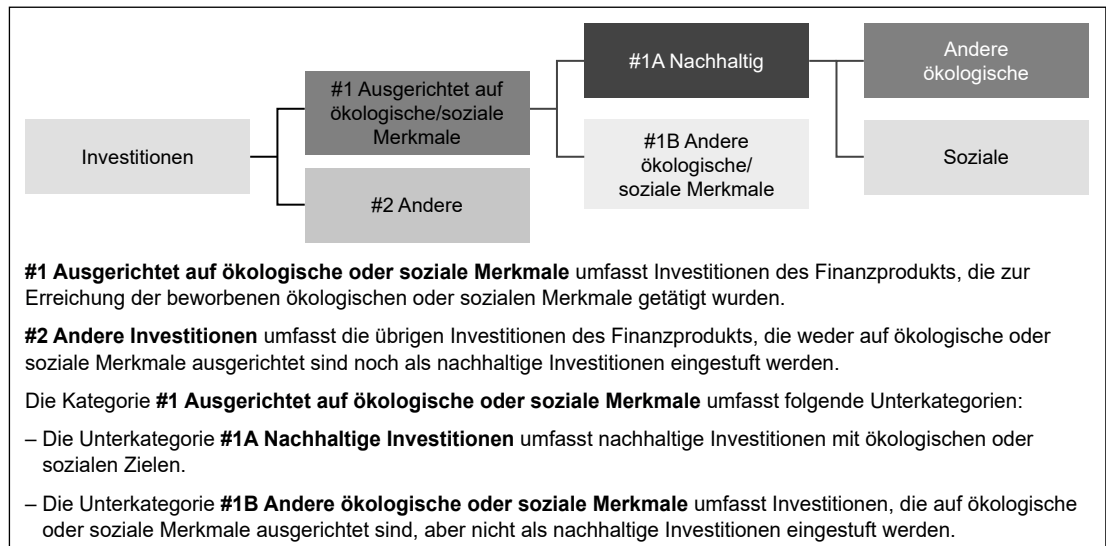 #1A Nachhaltig
Andere
ökologische
#1 Ausgerichtet auf
ökologische/soziale
Merkmale
Investitionen
#1B Andere
ökologische/
soziale Merkmale
Soziale
#2 Andere
#1 Ausgerichtet auf ökologische oder soziale Merkmale umfasst Investitionen des Finanzprodukts, die zur
Erreichung der beworbenen ökologischen oder sozialen Merkmale getätigt wurden.
#2 Andere Investitionen umfasst die übrigen Investitionen des Finanzprodukts, die weder auf ökologische oder
soziale Merkmale ausgerichtet sind noch als nachhaltige Investitionen eingestuft werden.
Die Kategorie #1 Ausgerichtet auf ökologische oder soziale Merkmale umfasst folgende Unterkategorien:
– Die Unterkategorie #1A Nachhaltige Investitionen umfasst nachhaltige Investitionen mit ökologischen oder
sozialen Zielen.
– Die Unterkategorie #1B Andere ökologische oder soziale Merkmale umfasst Investitionen, die auf ökologische
oder soziale Merkmale ausgerichtet sind, aber nicht als nachhaltige Investitionen eingestuft werden.